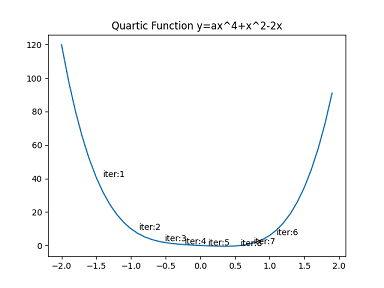 Quartic Function y=ax^4+x^2-2x
120
100
80
60
40
20
0
iter:1
iter:2
iter:3
iter:4
iter:5
iter:8
iter:7
iter:6
-2.0 -1.5 -1.0 -0.5 0.0 0.5 1.0 1.5 2.0